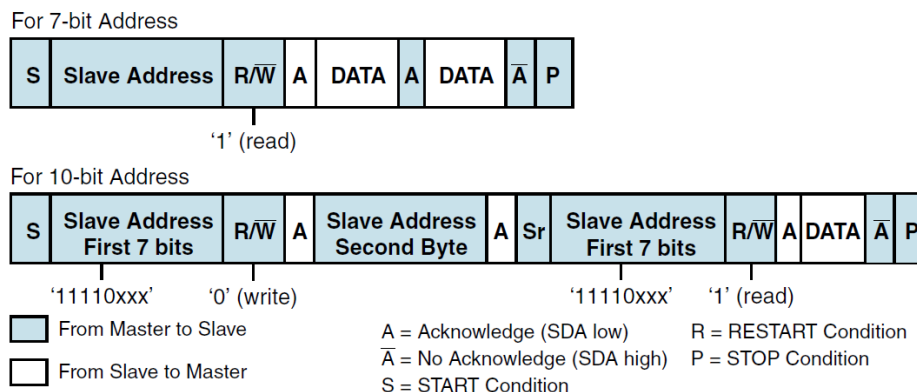 For 7-bit Address
S Slave Address R/W̅ A DATA A DATA A̅ P
'1' (read)
For 10-bit Address
S Slave Address First 7 bits R/W̅ A Slave Address Second Byte A Sr Slave Address First 7 bits R/W̅ A DATA A̅ P
'11110xxx' '0' (write) '11110xxx' '1' (read)
From Master to Slave
From Slave to Master
A = Acknowledge (SDA low)
A̅ = No Acknowledge (SDA high)
S = START Condition
R = RESTART Condition
P = STOP Condition